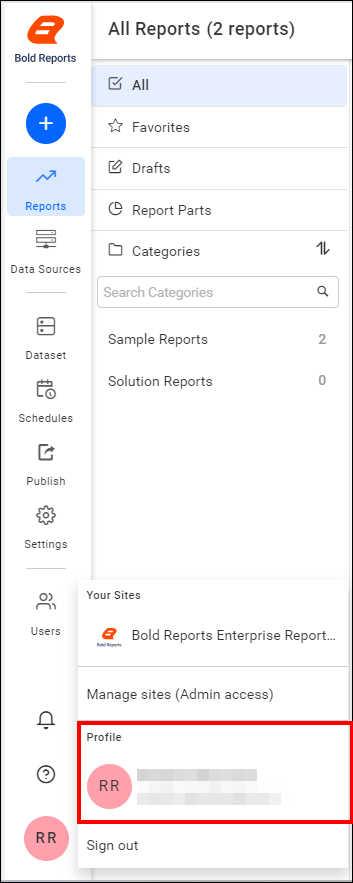 Bold Reports
Reports
Data Sources
Dataset
Schedules
Publish
Settings
Users
RR
All Reports (2 reports)
All
Favorites
Drafts
Report Parts
Categories
Search Categories
Sample Reports 2
Solution Reports 0
Your Sites
Bold Reports
Bold Reports Enterprise Report...
Manage sites (Admin access)
Profile
RR
Sign out